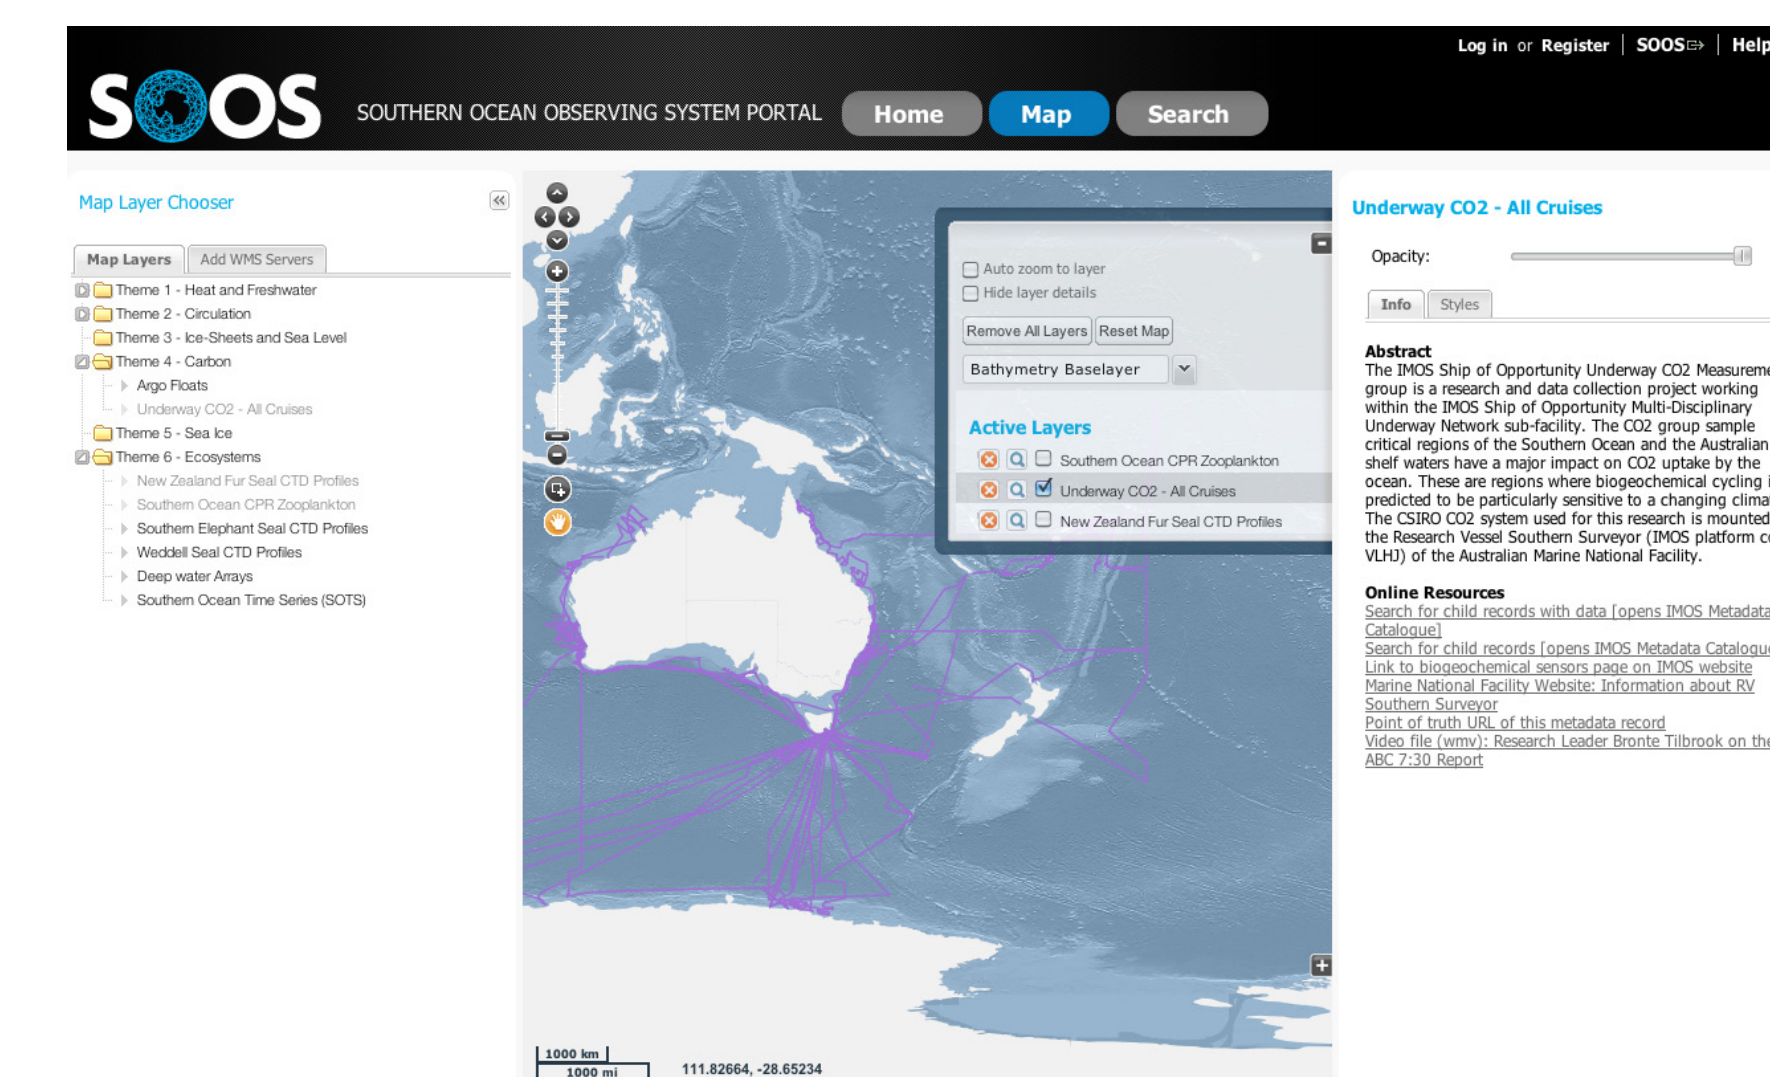 Log in or Register | SOOS | Help
SOOS
SOUTHERN OCEAN OBSERVING SYSTEM PORTAL
Home
Map
Search
Map Layer Chooser
Map Layers
Add WMS Servers
Theme 1 - Heat and Freshwater
Theme 2 - Circulation
Theme 3 - Ice-Sheets and Sea Level
Theme 4 - Carbon
Argo Floats
Underway CO2 - All Cruises
Theme 5 - Sea Ice
Theme 6 - Ecosystems
New Zealand Fur Seal CTD Profiles
Southern Ocean CPR Zooplankton
Southern Elephant Seal CTD Profiles
Weddell Seal CTD Profiles
Deep water Arrays
Southern Ocean Time Series (SOTS)
Auto zoom to layer
Hide layer details
Remove All Layers
Reset Map
Bathymetry Baselayer
Active Layers
Southern Ocean CPR Zooplankton
Underway CO2 - All Cruises
New Zealand Fur Seal CTD Profiles
1000 km
1000 mi
111.82664, -28.65234
Underway CO2 - All Cruises
Opacity:
Info
Styles
Abstract
The IMOS Ship of Opportunity Underway CO2 Measureme
group is a research and data collection project working
within the IMOS Ship of Opportunity Multi-Disciplinary
Underway Network sub-facility. The CO2 group sample
critical regions of the Southern Ocean and the Australian
shelf waters have a major impact on CO2 uptake by the
ocean. These are regions where biogeochemical cycling i
predicted to be particularly sensitive to a changing clima
The CSIRO CO2 system used for this research is mounted
the Research Vessel Southern Surveyor (IMOS platform co
VLHJ) of the Australian Marine National Facility.
Online Resources
Search for child records with data [opens IMOS Metadata
Catalogue]
Search for child records [opens IMOS Metadata Catalogue
Link to biogeochemical sensors page on IMOS website
Marine National Facility Website: Information about RV
Southern Surveyor
Point of truth URL of this metadata record
Video file (wmv): Research Leader Bronte Tilbrook on the
ABC 7:30 Report